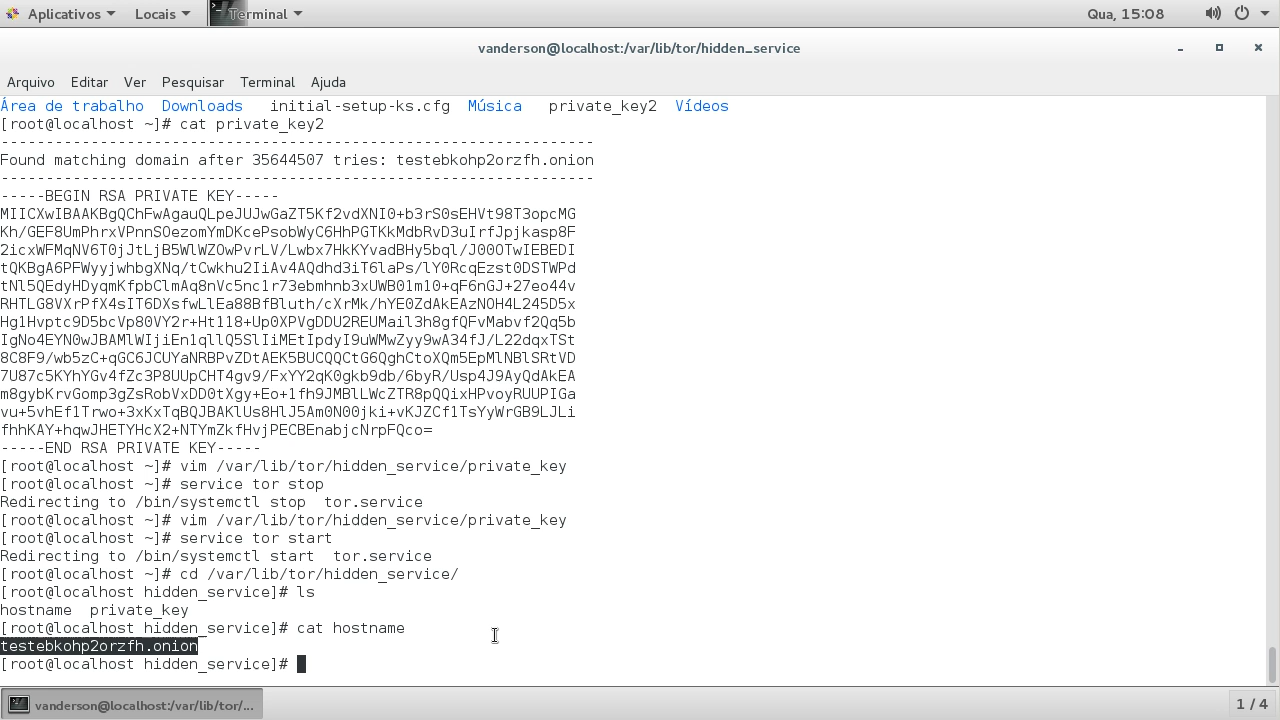 Aplicativos Locais Terminal Qua, 15:08
vanderson@localhost:/var/lib/tor/hidden_service
Arquivo Editar Ver Pesquisar Terminal Ajuda
Área de trabalho Downloads initial-setup-ks.cfg Música private_key2 Vídeos
[root@localhost ~]# cat private_key2
------------------------------------------------------------------
Found matching domain after 35644507 tries: testebkohp2orzfh.onion
------------------------------------------------------------------
-----BEGIN RSA PRIVATE KEY-----
MIICXwIBAAKBgQChFwAgauQLpeJUJwGaZT5Kf2vdXNI0+b3rS0sEHVt98T3opcMG
Kh/GEF8UmPhrxVPnnSOezomYmDKcePsobWyC6HhPGTKkMdbRvD3uIrfJpjkasp8F
2icxWFMqNV6T0jJtLjB5WlWZOwPvrLV/Lwbx7HkKYvadBHy5bql/J00OTwIEBEDI
tQKBgA6PFWyyjwhbgXNq/tCwkhu2IiAv4AQdhd3iT6laPs/lY0RcqEzst0DSTWPd
tNl5QEdyHDyqmKfpbClmAq8nVc5nc1r73ebmhnb3xUWB01m10+qF6nGJ+27eo44v
RHTLG8VXrPfX4sIT6DXsfwLlEa88BfBluth/cXrMk/hYE0ZdAkEAzNOH4L245D5x
Hg1Hvptc9D5bcVp80VY2r+Ht118+Up0XPVgDDU2REUMail3h8gfQFvMabvf2Qq5b
IgNo4EYN0wJBAMlWIjiEn1qllQ5SlIiMEtIpdyI9uWMwZyy9wA34fJ/L22dqxTSt
8C8F9/wb5zC+qGC6JCUYaNRBPvZDtAEK5BUCQQCtG6QghCtoXQm5EpMlNBlSRtVD
7U87c5KYhYGv4fZc3P8UUpCHT4gv9/FxYY2qK0gkb9db/6byR/Usp4J9AyQdAkEA
m8gybKrvGomp3gZsRobVxDD0tXgy+Eo+1fh9JMBlLWcZTR8pQQixHPvoyRUUPIGa
vu+5vhEf1Trwo+3xKxTqBQJBAKlUs8HlJ5Am0N00jki+vKJZCf1TsYyWrGB9LJLi
fhhKAY+hqwJHETYHcX2+NTYmZkfHvjPECBEnabjcNrpFQco=
-----END RSA PRIVATE KEY-----
[root@localhost ~]# vim /var/lib/tor/hidden_service/private_key
[root@localhost ~]# service tor stop
Redirecting to /bin/systemctl stop tor.service
[root@localhost ~]# vim /var/lib/tor/hidden_service/private_key
[root@localhost ~]# service tor start
Redirecting to /bin/systemctl start tor.service
[root@localhost ~]# cd /var/lib/tor/hidden_service/
[root@localhost hidden_service]# ls
hostname private_key
[root@localhost hidden_service]# cat hostname
testebkohp2orzfh.onion
[root@localhost hidden_service]#
vanderson@localhost:/var/lib/tor/... 1 / 4